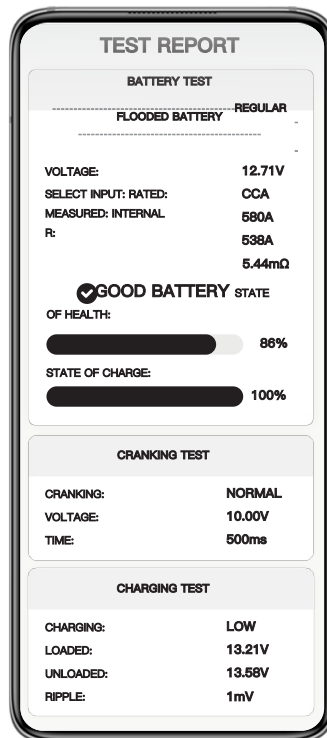 TEST REPORT
BATTERY TEST
REGULAR
FLOODED BATTERY
VOLTAGE: 12.71V
SELECT INPUT: RATED: CCA
MEASURED: INTERNAL 580A
R: 538A
5.44mΩ
GOOD BATTERY STATE
OF HEALTH:
86%
STATE OF CHARGE:
100%
CRANKING TEST
CRANKING: NORMAL
VOLTAGE: 10.00V
TIME: 500ms
CHARGING TEST
CHARGING: LOW
LOADED: 13.21V
UNLOADED: 13.58V
RIPPLE: 1mV